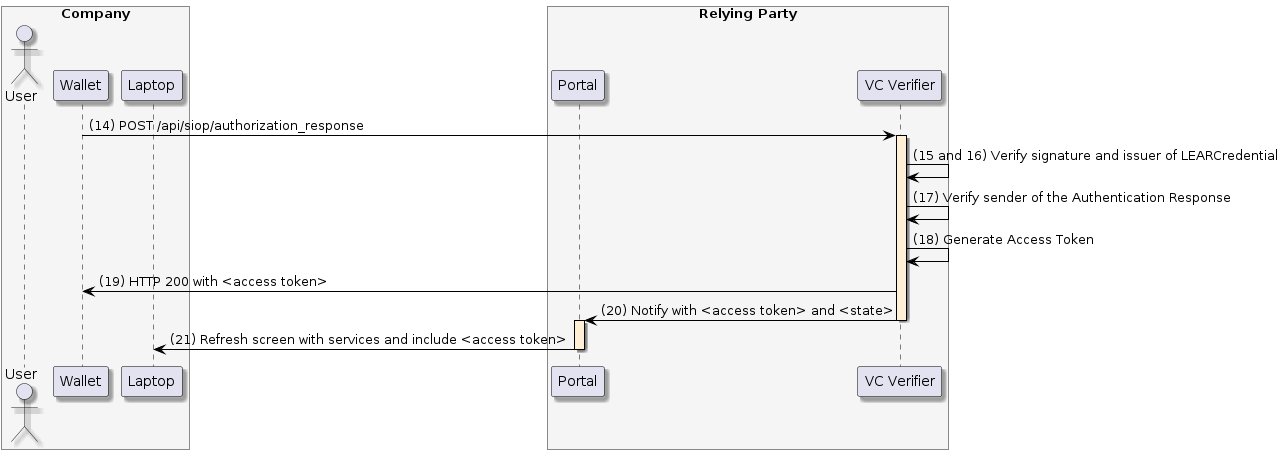 Company
Relying Party
User
Wallet
Laptop
Portal
VC Verifier
(14) POST /api/siop/authorization_response
(15 and 16) Verify signature and issuer of LEARCredential
(17) Verify sender of the Authentication Response
(18) Generate Access Token
(19) HTTP 200 with <access token>
(20) Notify with <access token> and <state>
(21) Refresh screen with services and include <access token>
User
Wallet
Laptop
Portal
VC Verifier